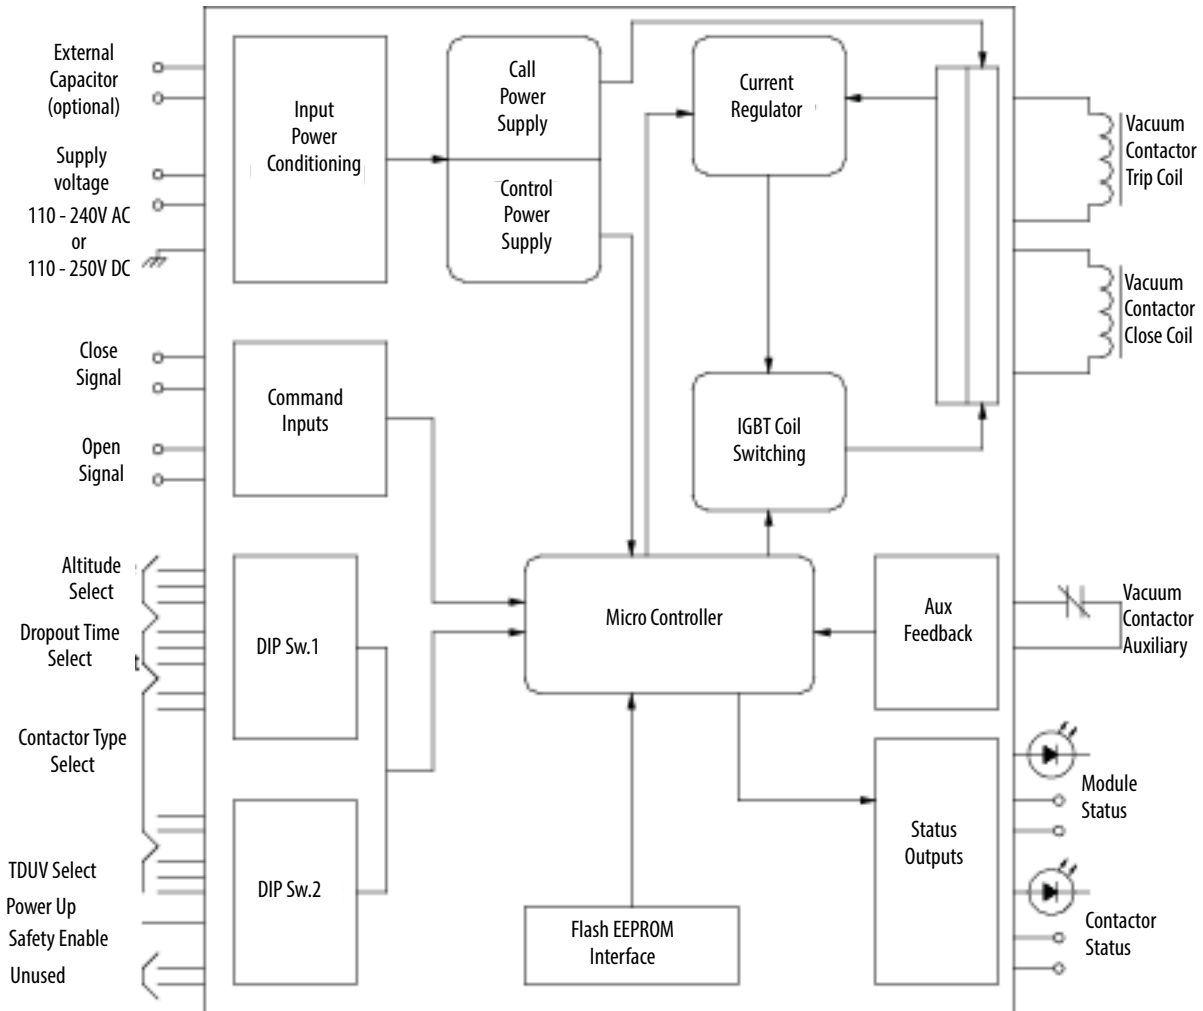 External
Capacitor
(optional)
Supply
voltage
110 - 240V AC
or
110 - 250V DC
Close
Signal
Open
Signal
Altitude
Select
Dropout Time
Select
Contactor Type
Select
TDUV Select
Power Up
Safety Enable
Unused
Input
Power
Conditioning
Call
Power
Supply
Control
Power
Supply
Current
Regulator
Command
Inputs
IGBT Coil
Switching
DIP Sw.1
Micro Controller
Aux
Feedback
DIP Sw.2
Flash EEPROM
Interface
Status
Outputs
Vacuum
Contactor
Trip Coil
Vacuum
Contactor
Close Coil
Vacuum
Contactor
Auxiliary
Module
Status
Contactor
Status